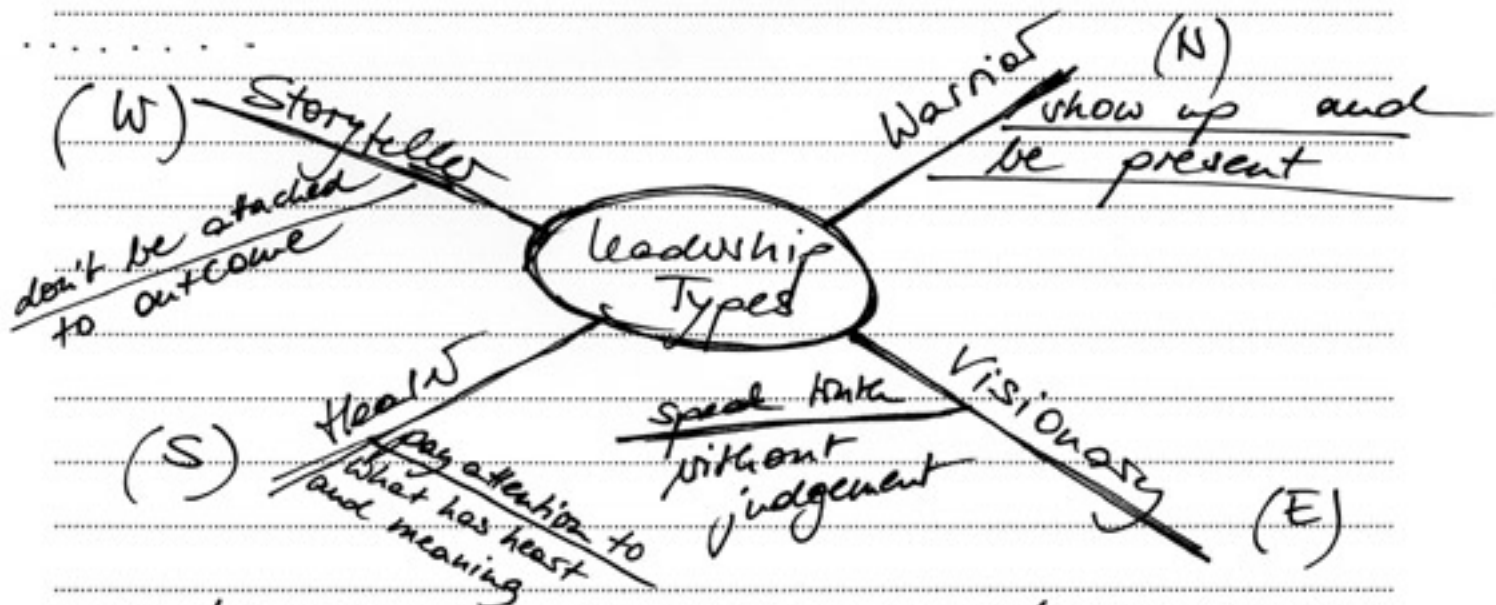 (W)
Storyteller
don't be atached
to outcome
Warrior
(N)
show up and
be present
leadership
Types
Healer
(S)
pay attention to
what has heart
and meaning
Visionary
(E)
speak truth
without
judgement